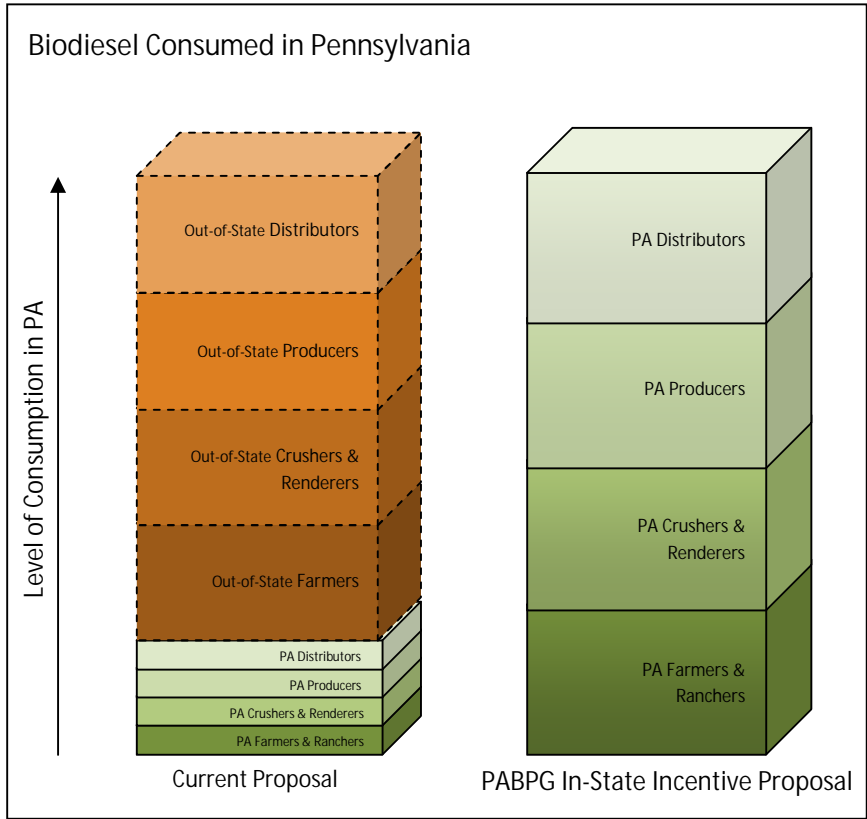 Biodiesel Consumed in Pennsylvania
Level of Consumption in PA
Out-of-State Distributors
Out-of-State Producers
Out-of-State Crushers &
Renderers
Out-of-State Farmers
PA Distributors
PA Producers
PA Crushers & Renderers
PA Farmers & Ranchers
Current Proposal
PA Distributors
PA Producers
PA Crushers &
Renderers
PA Farmers &
Ranchers
PABPG In-State Incentive Proposal